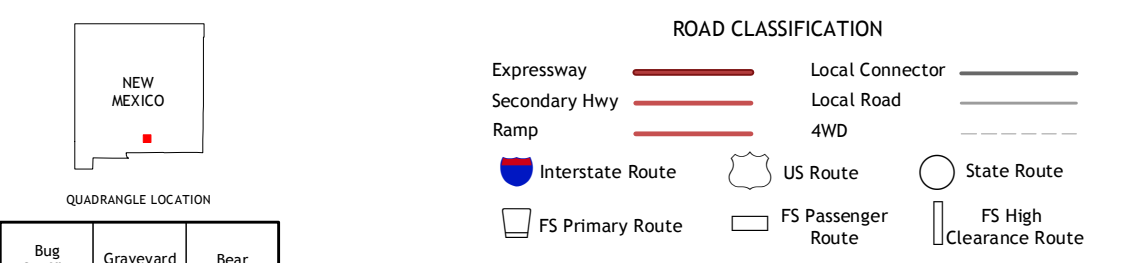 NEW
MEXICO
QUADRANGLE LOCATION
Bug
Graveyard
Bear
ROAD CLASSIFICATION
Expressway
Local Connector
Secondary Hwy
Local Road
Ramp
4WD
Interstate Route
US Route
State Route
FS Primary Route
FS Passenger
Route
FS High
Clearance Route